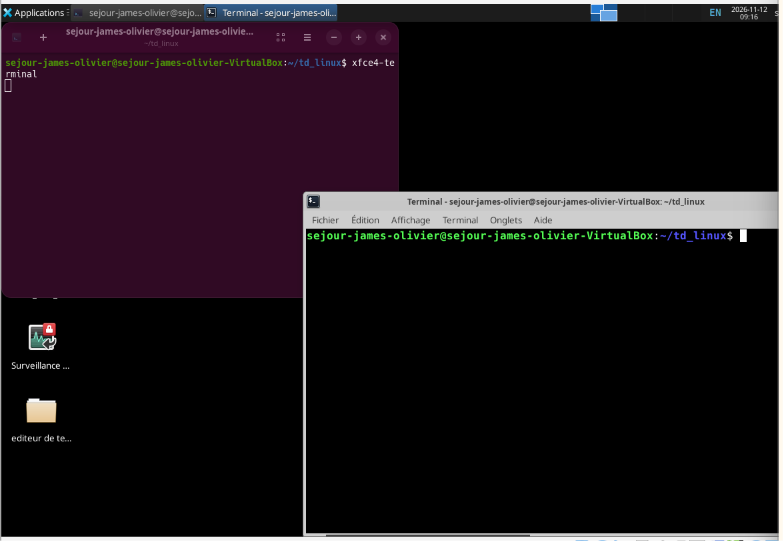 Applications
sejour-james-olivier@sejo...
Terminal - sejour-james-oli...
EN
2026-11-12
09:16
sejour-james-olivier@sejour-james-olivie...
~/td_linux
sejour-james-olivier@sejour-james-olivier-VirtualBox:~/td_linux$ xfce4-te
rminal
Terminal - sejour-james-olivier@sejour-james-olivier-VirtualBox: ~/td_linux
Fichier Édition Affichage Terminal Onglets Aide
sejour-james-olivier@sejour-james-olivier-VirtualBox:~/td_linux$
Surveillance ...
editeur de te...